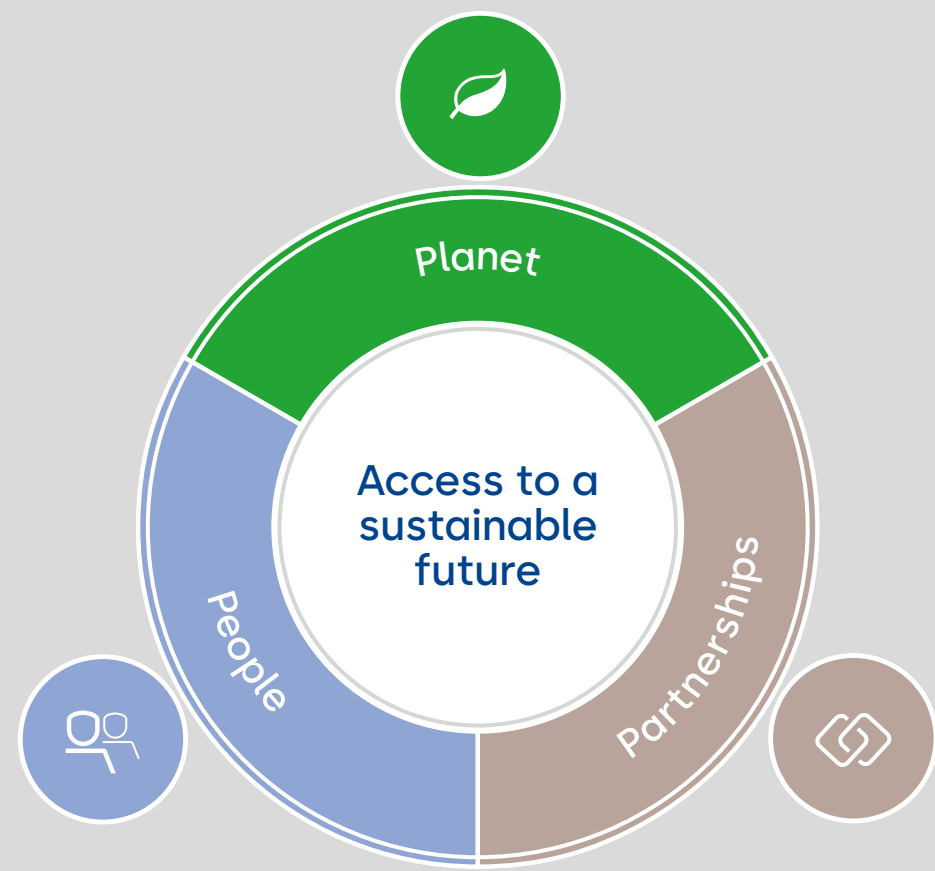 Planet
Access to a
sustainable
future
People
Partnerships